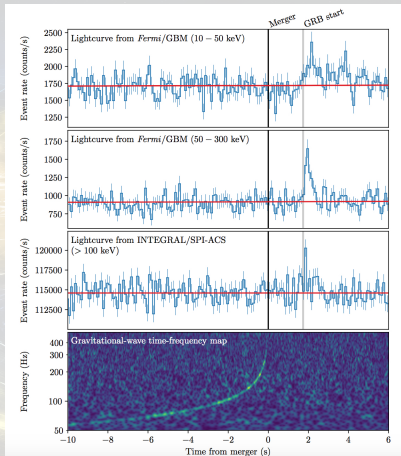 Merger
GRB start
Lightcurve from Fermi/GBM (10 − 50 keV)
Event rate (counts/s)
2500
2250
2000
1750
1500
1250
Lightcurve from Fermi/GBM (50 − 300 keV)
Event rate (counts/s)
1750
1500
1250
1000
750
Lightcurve from INTEGRAL/SPI-ACS
(> 100 keV)
Event rate (counts/s)
120000
117500
115000
112500
Gravitational-wave time-frequency map
Frequency (Hz)
400
300
200
100
50
−10 −8 −6 −4 −2 0 2 4 6
Time from merger (s)